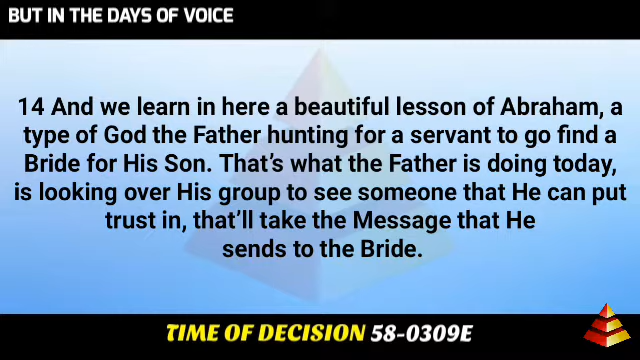 BUT IN THE DAYS OF VOICE
14 And we learn in here a beautiful lesson of Abraham, a
type of God the Father hunting for a servant to go find a
Bride for His Son. That’s what the Father is doing today,
is looking over His group to see someone that He can put
trust in, that’ll take the Message that He
sends to the Bride.
TIME OF DECISION 58-0309E